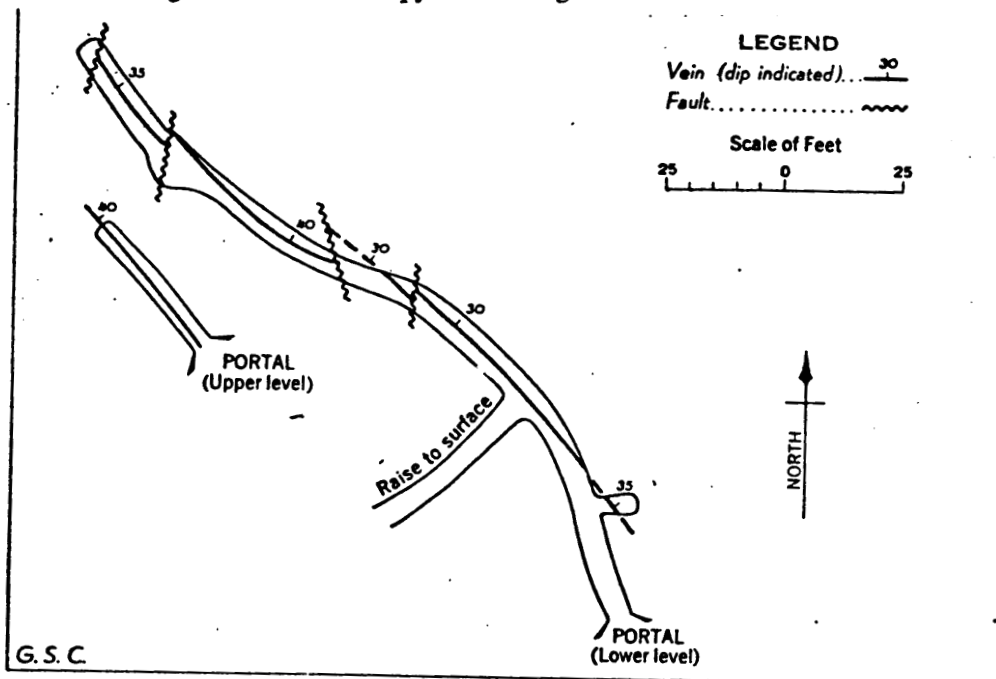 LEGEND
Vein (dip indicated)... 30
Fault...............
Scale of Feet
25 0 25
35
40
40
30
30
PORTAL
(Upper level)
Raise to surface
NORTH
35
PORTAL
(Lower level)
G. S. C.